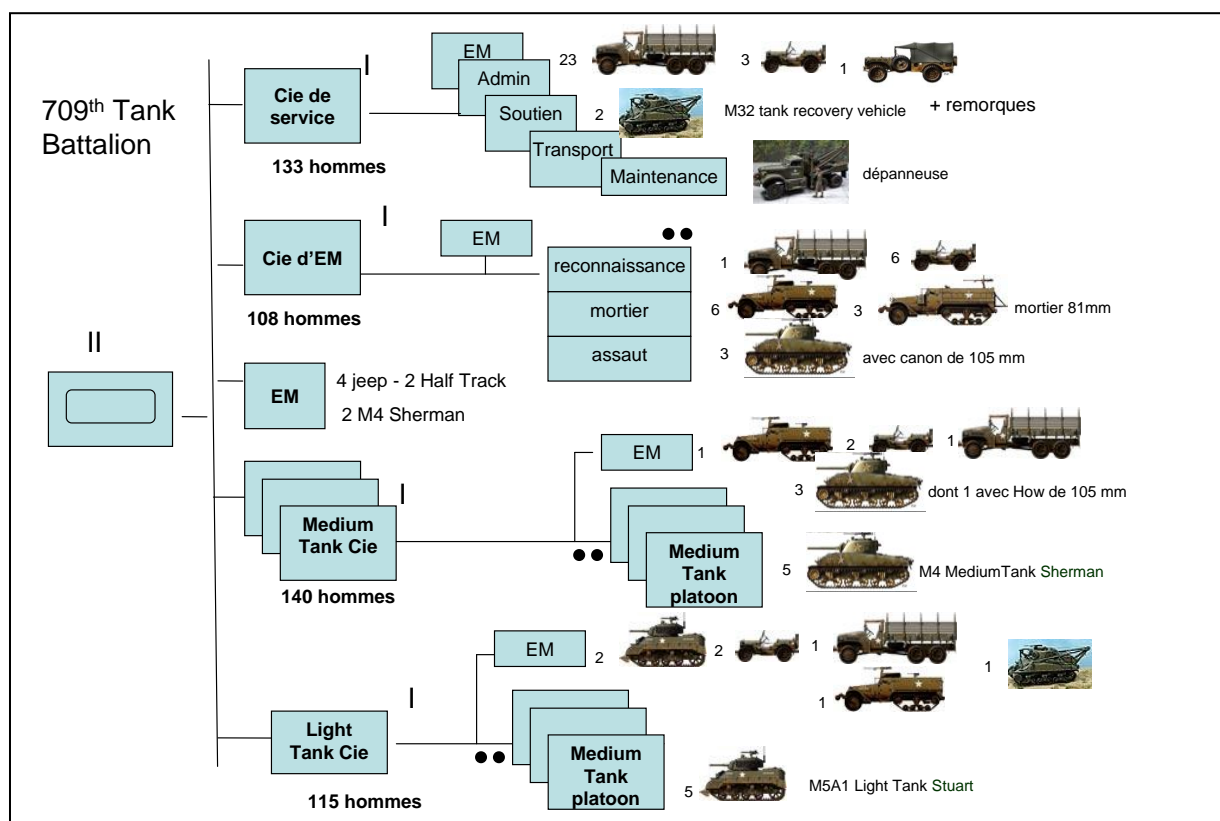 709th Tank
Battalion
II
Cie de
service
I
133 hommes
EM
Admin
Soutien
Transport
Maintenance
23
3
1
2
M32 tank recovery vehicle
+ remorques
dépanneuse
Cie d'EM
I
108 hommes
EM
reconnaissance
mortier
assaut
1
6
6
3
mortier 81mm
3
avec canon de 105 mm
EM
4 jeep - 2 Half Track
2 M4 Sherman
Medium
Tank Cie
I
140 hommes
EM
1
2
1
3
dont 1 avec How de 105 mm
Medium
Tank
platoon
5
M4 MediumTank Sherman
Light
Tank Cie
I
115 hommes
EM
2
2
1
1
1
Medium
Tank
platoon
5
M5A1 Light Tank Stuart